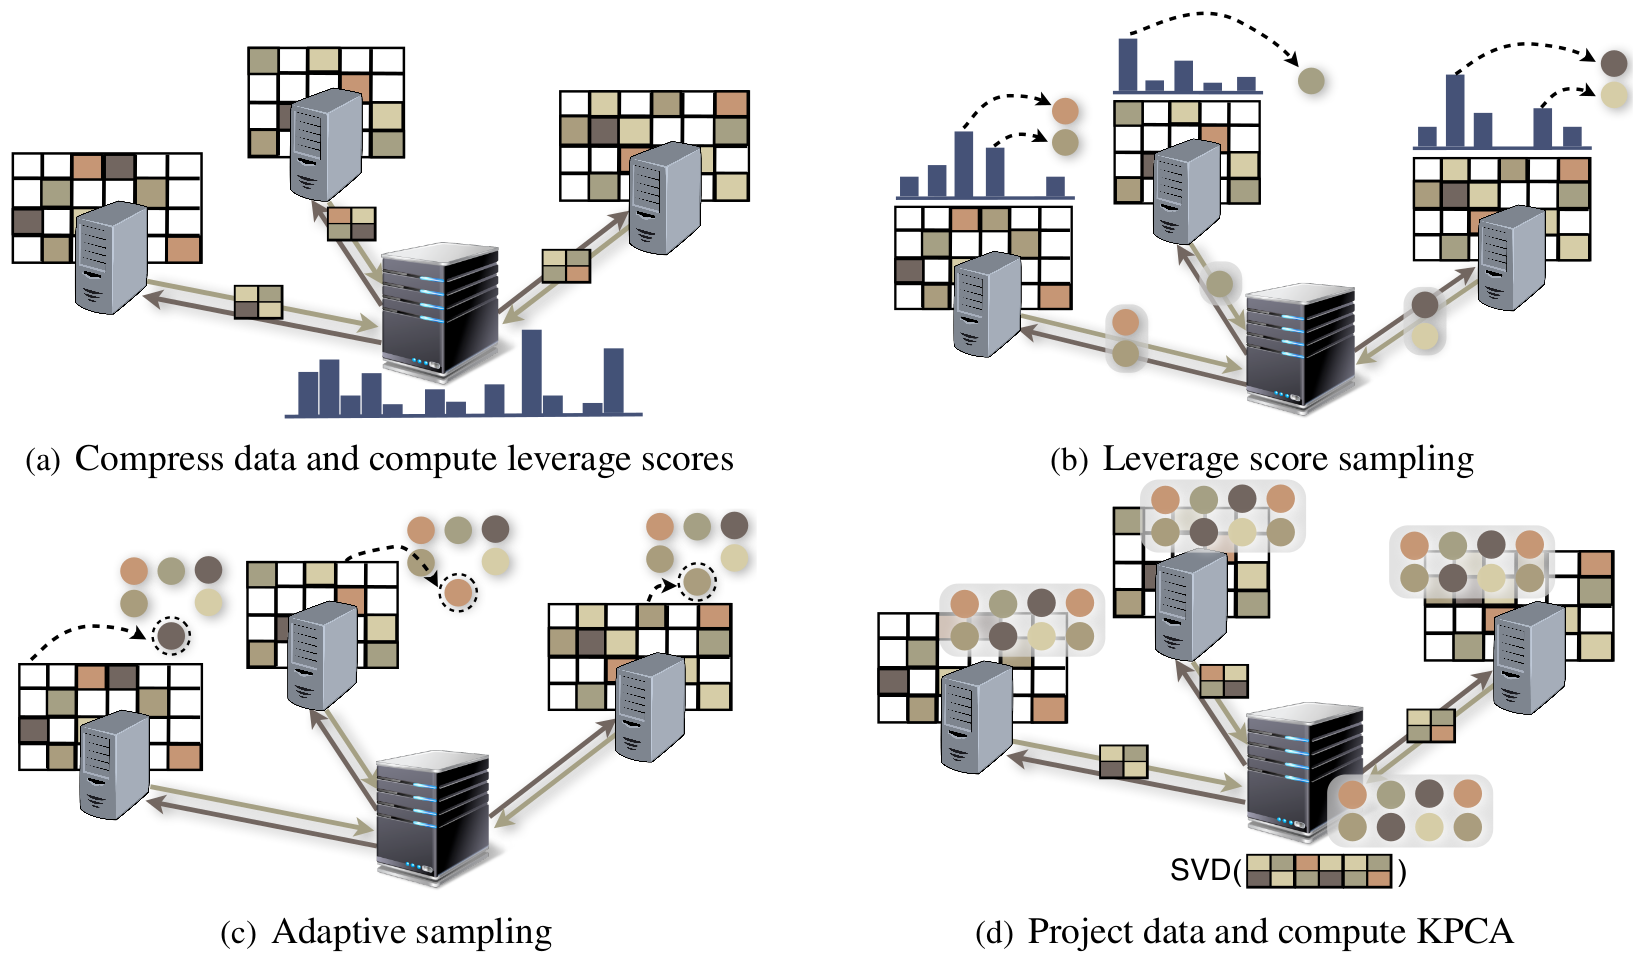 (a) Compress data and compute leverage scores
(b) Leverage score sampling
SVD( )
(c) Adaptive sampling
(d) Project data and compute KPCA